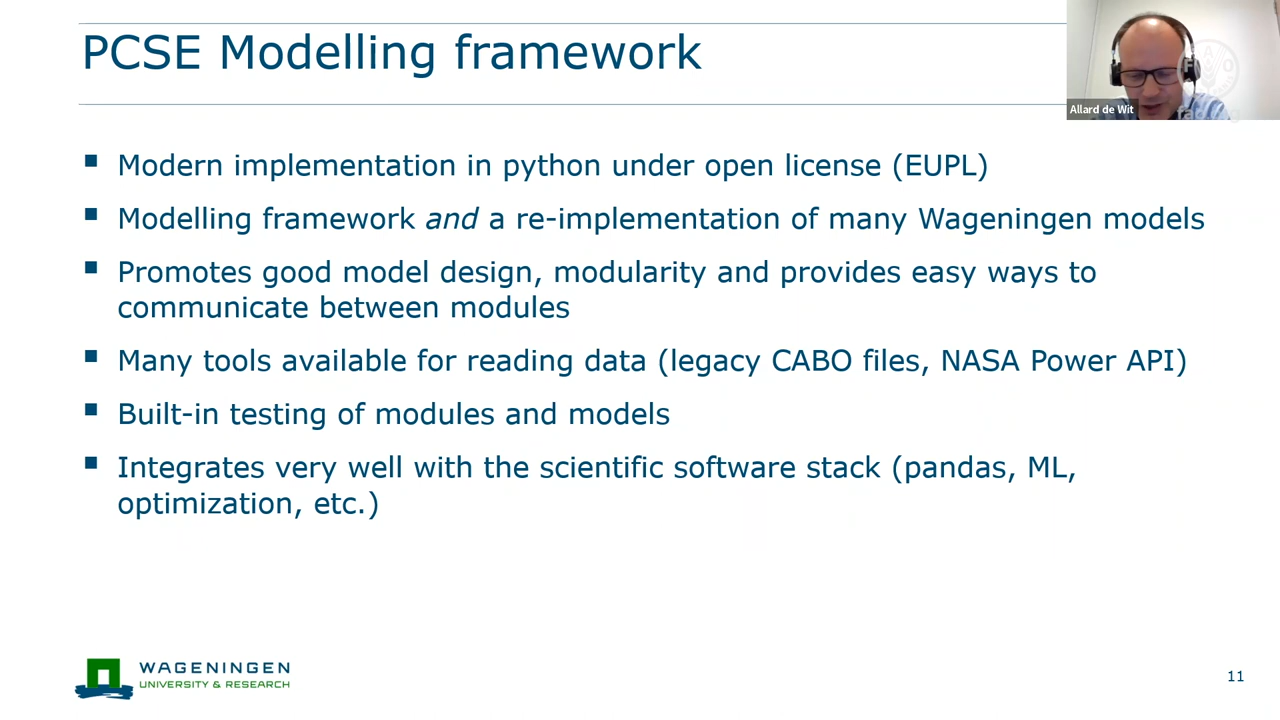 PCSE Modelling framework
Allard de Wit
Modern implementation in python under open license (EUPL)
Modelling framework and a re-implementation of many Wageningen models
Promotes good model design, modularity and provides easy ways to
communicate between modules
Many tools available for reading data (legacy CABO files, NASA Power API)
Built-in testing of modules and models
Integrates very well with the scientific software stack (pandas, ML,
optimization, etc.)
WAGENINGEN
UNIVERSITY & RESEARCH
11